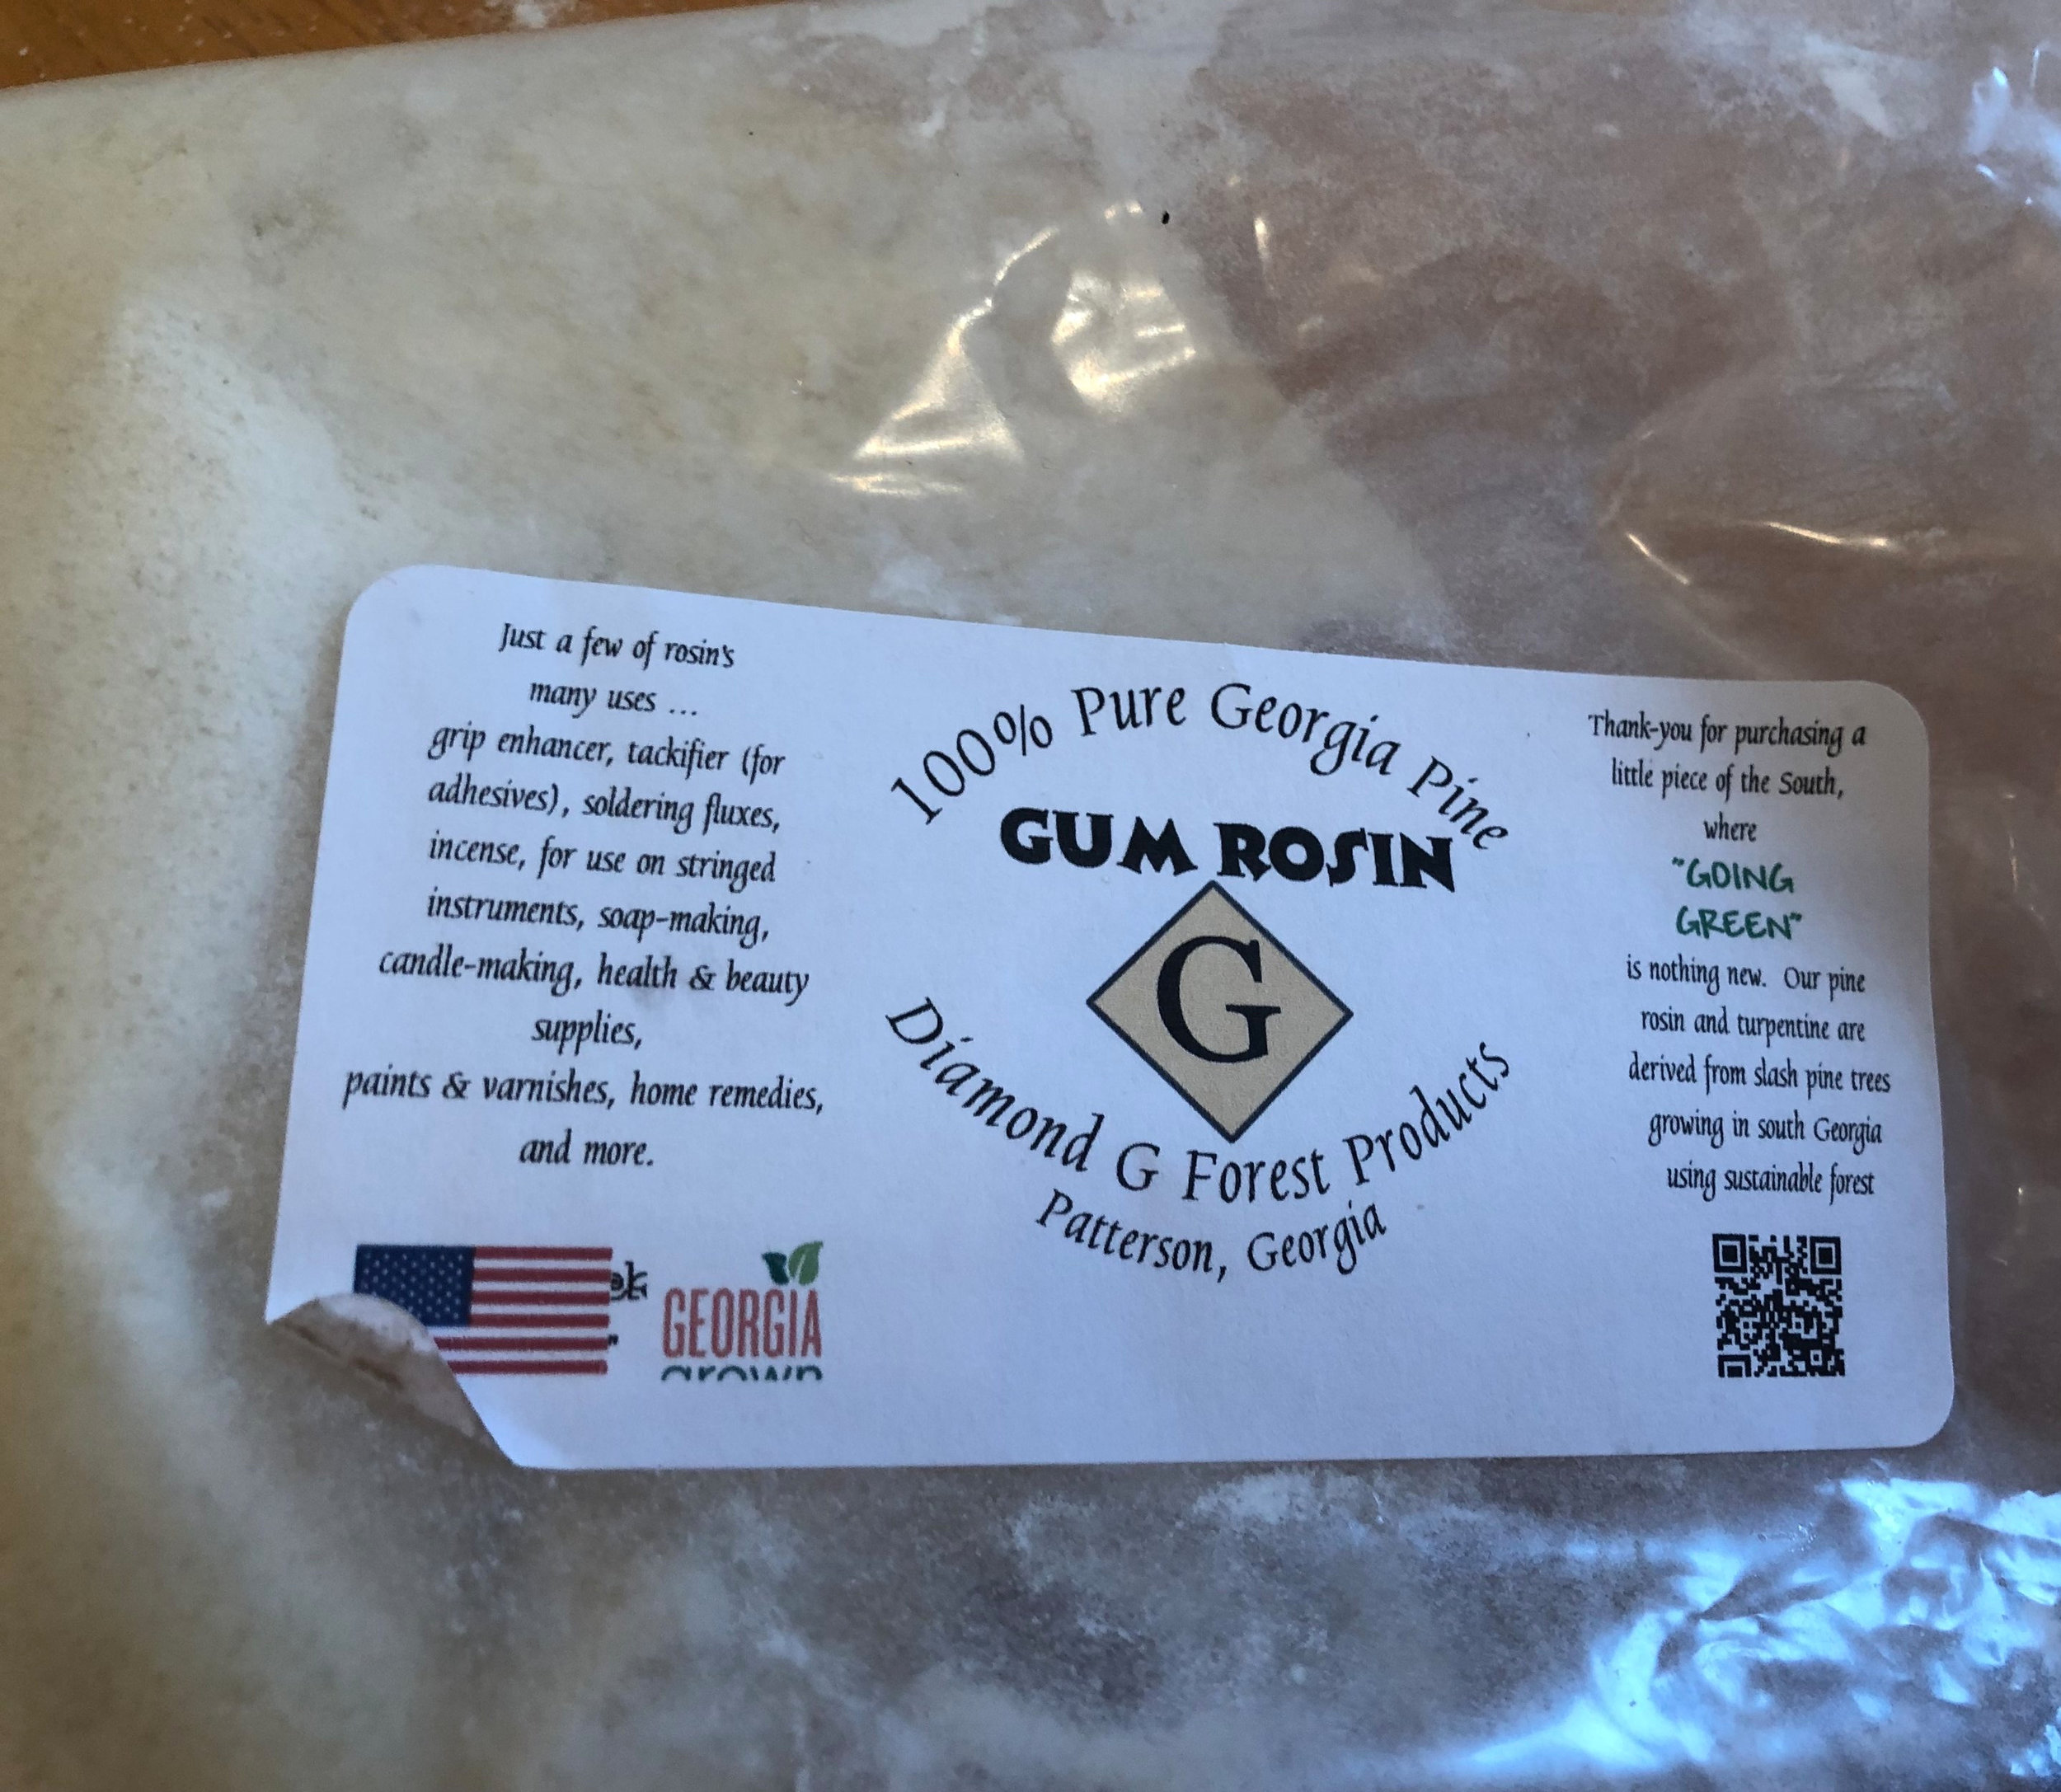 Just a few of rosin's
many uses ...
grip enhancer, tackifier (for
adhesives), soldering fluxes,
incense, for use on stringed
instruments, soap-making,
candle-making, health & beauty
supplies,
paints & varnishes, home remedies,
and more.
GEORGIA
grown
100% Pure Georgia Pine
GUM ROSIN
G
Diamond G Forest Products
Patterson, Georgia
Thank-you for purchasing a
little piece of the South,
where
"GOING
GREEN"
is nothing new. Our pine
rosin and turpentine are
derived from slash pine trees
growing in south Georgia
using sustainable forest